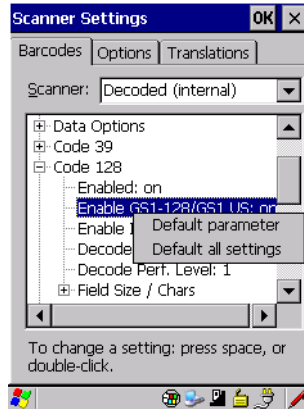 Scanner Settings OK
Barcodes Options Translations
Scanner: Decoded (internal)
Data Options
Code 39
Code 128
Enabled: on
Enable GS1-128/GS1 US: on
Enable
Default parameter
Decode
Default all settings
Decode Perf. Level: 1
Field Size / Chars
To change a setting: press space, or
double-click.